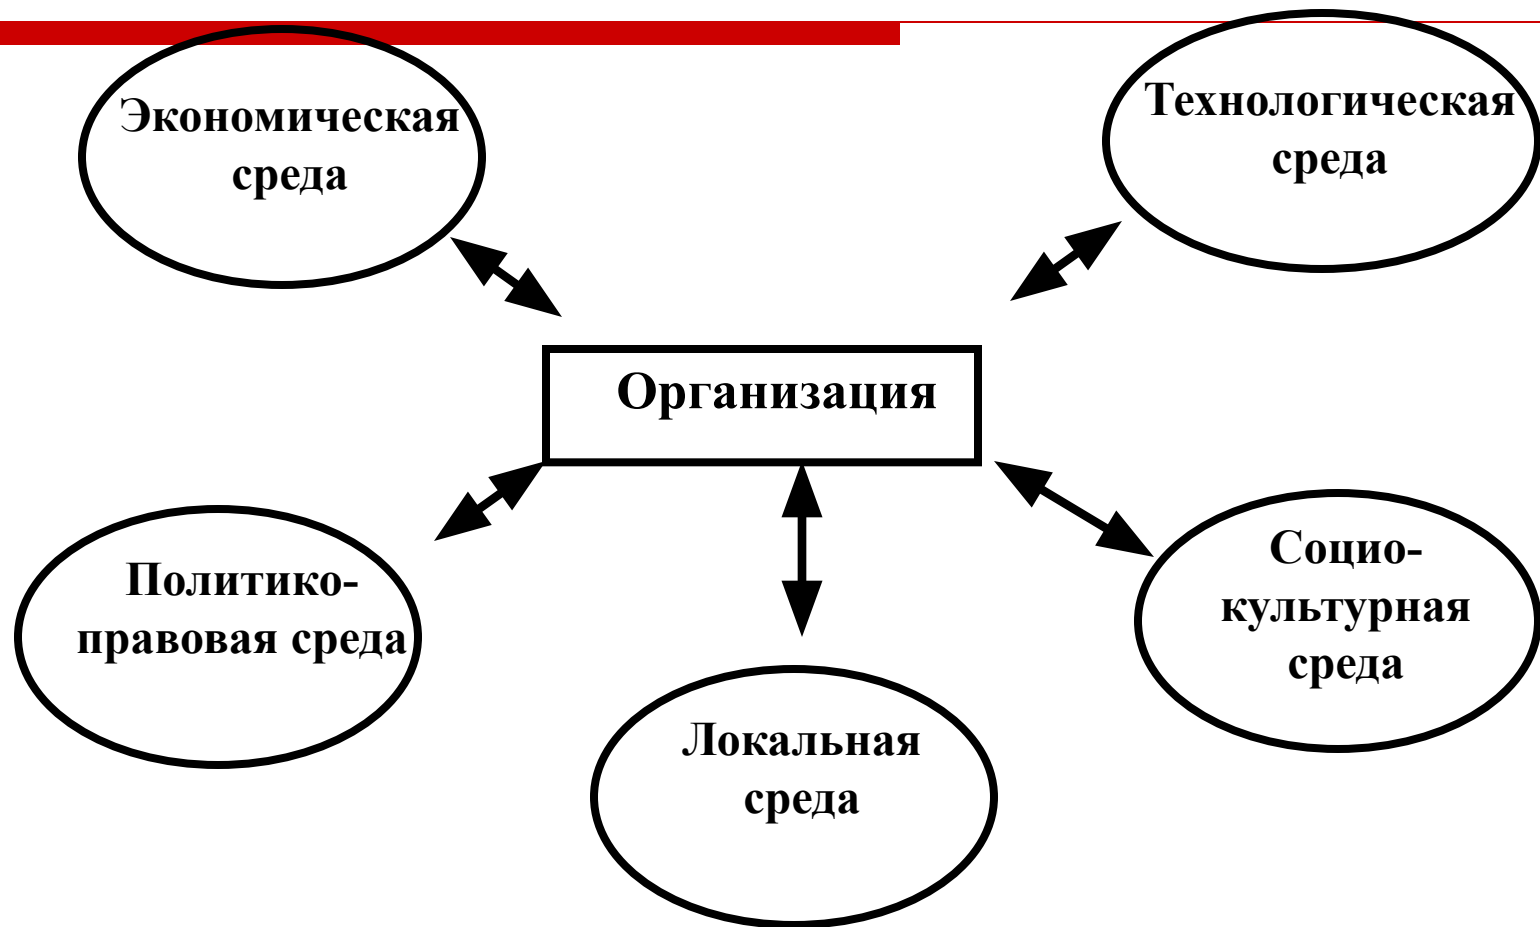 Экономическая
среда
Технологическая
среда
Организация
Политико-
правовая среда
Локальная
среда
Социо-
культурная
среда